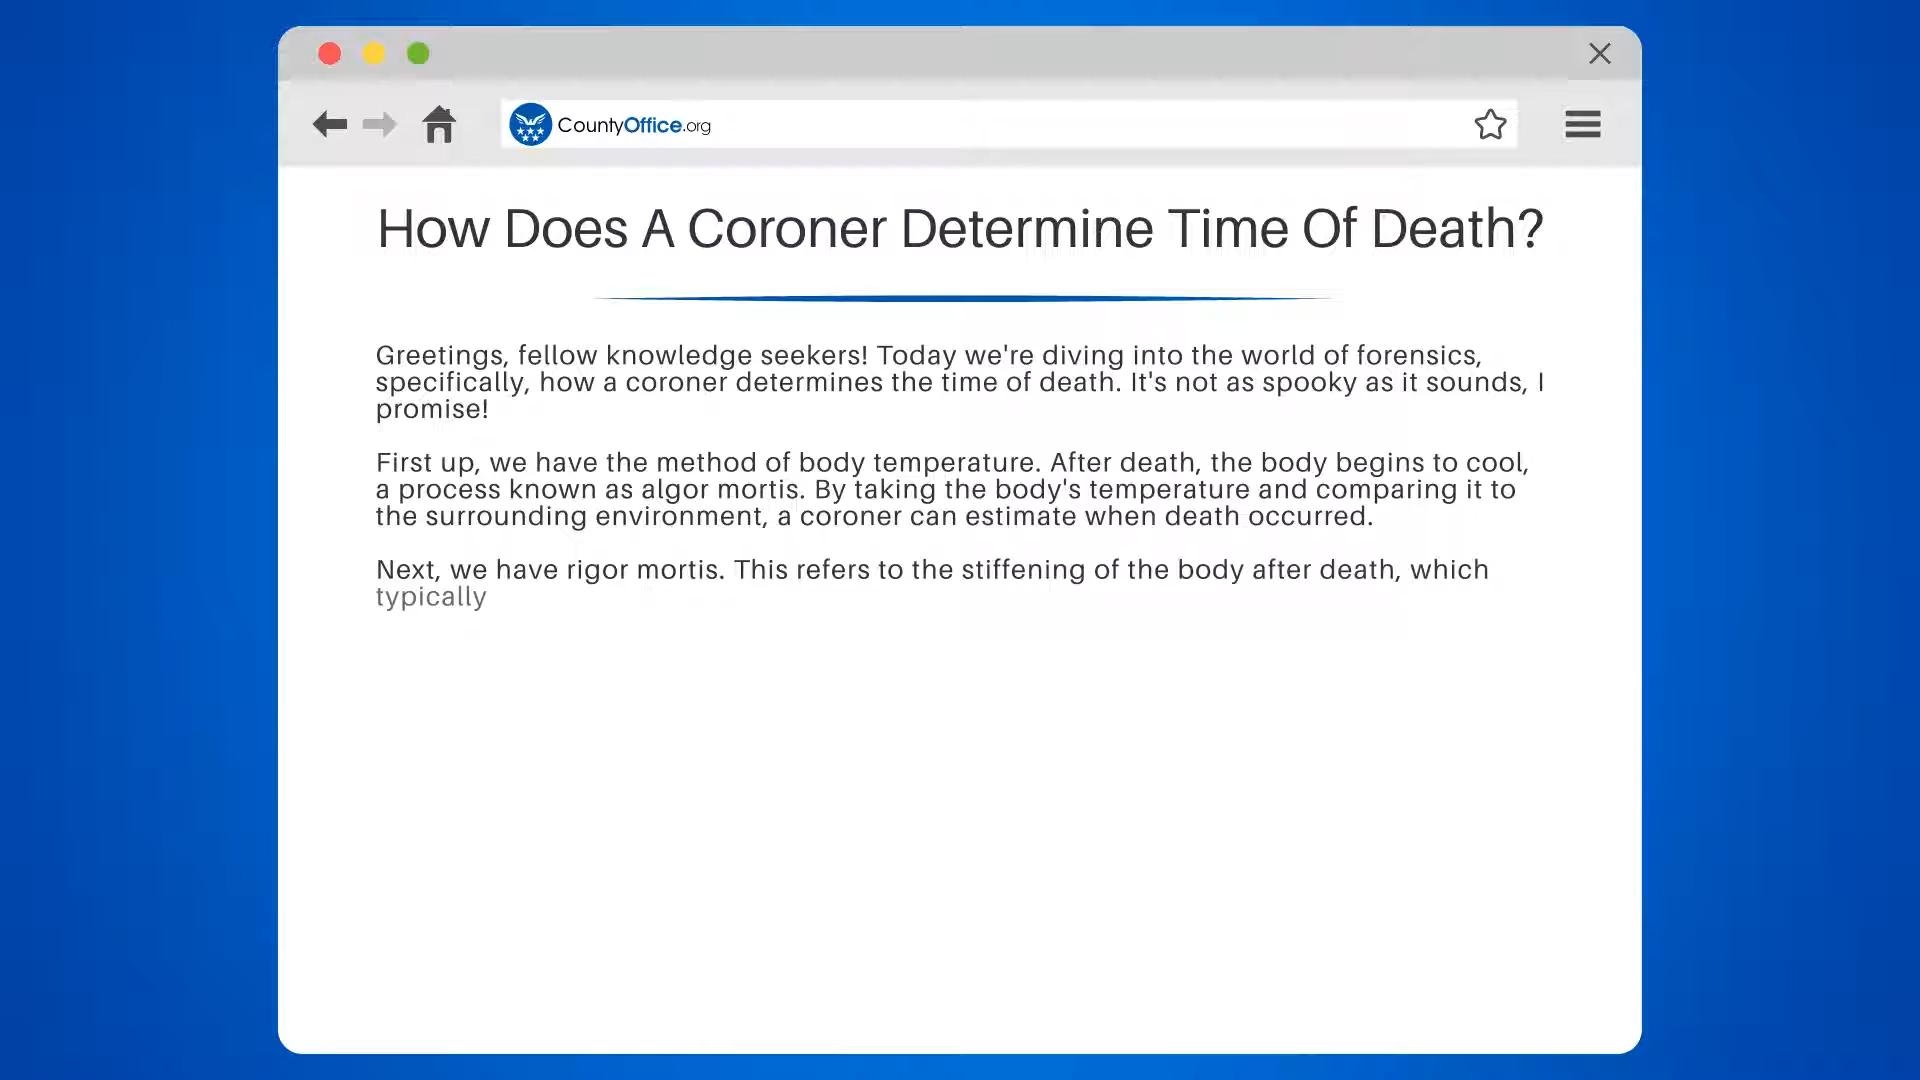 CountyOffice.org
How Does A Coroner Determine Time Of Death?
Greetings, fellow knowledge seekers! Today we're diving into the world of forensics,
specifically, how a coroner determines the time of death. It's not as spooky as it sounds, I
promise!
First up, we have the method of body temperature. After death, the body begins to cool,
a process known as algor mortis. By taking the body's temperature and comparing it to
the surrounding environment, a coroner can estimate when death occurred.
Next, we have rigor mortis. This refers to the stiffening of the body after death, which
typically